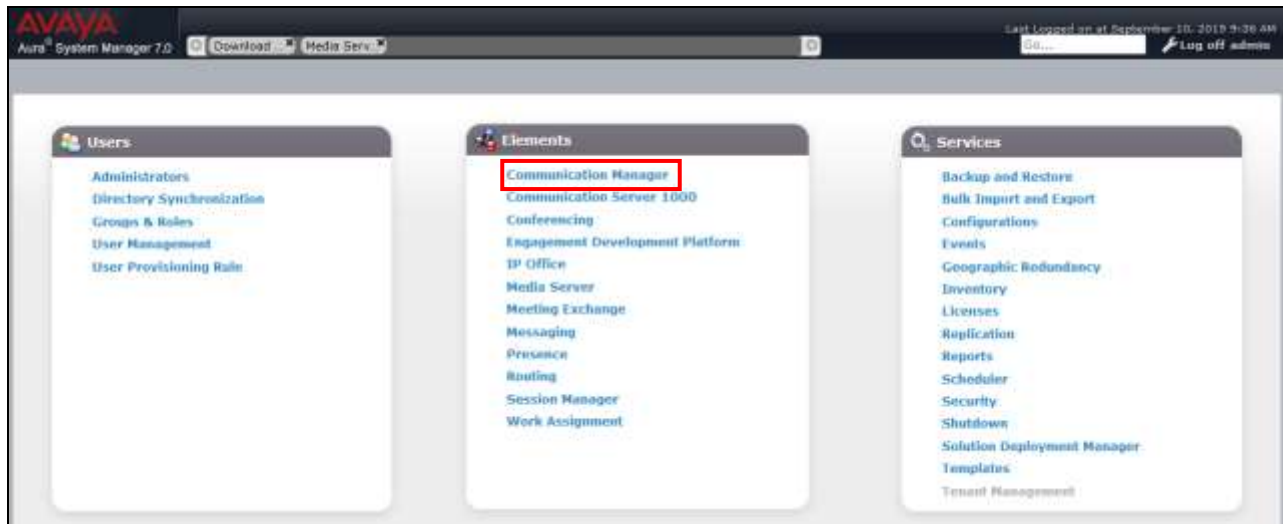 AVAYA
Last Logged on at September 10, 2015 9:36 AM
Aura® System Manager 7.0
Download ...
Media Serv..
Go...
Log off admin
Users
Administrators
Directory Synchronization
Groups & Roles
User Management
User Provisioning Rule
Elements
Communication Manager
Communication Server 1000
Conferencing
Engagement Development Platform
IP Office
Media Server
Meeting Exchange
Messaging
Presence
Routing
Session Manager
Work Assignment
Services
Backup and Restore
Bulk Import and Export
Configurations
Events
Geographic Redundancy
Inventory
Licenses
Replication
Reports
Scheduler
Security
Shutdown
Solution Deployment Manager
Templates
Tenant Management